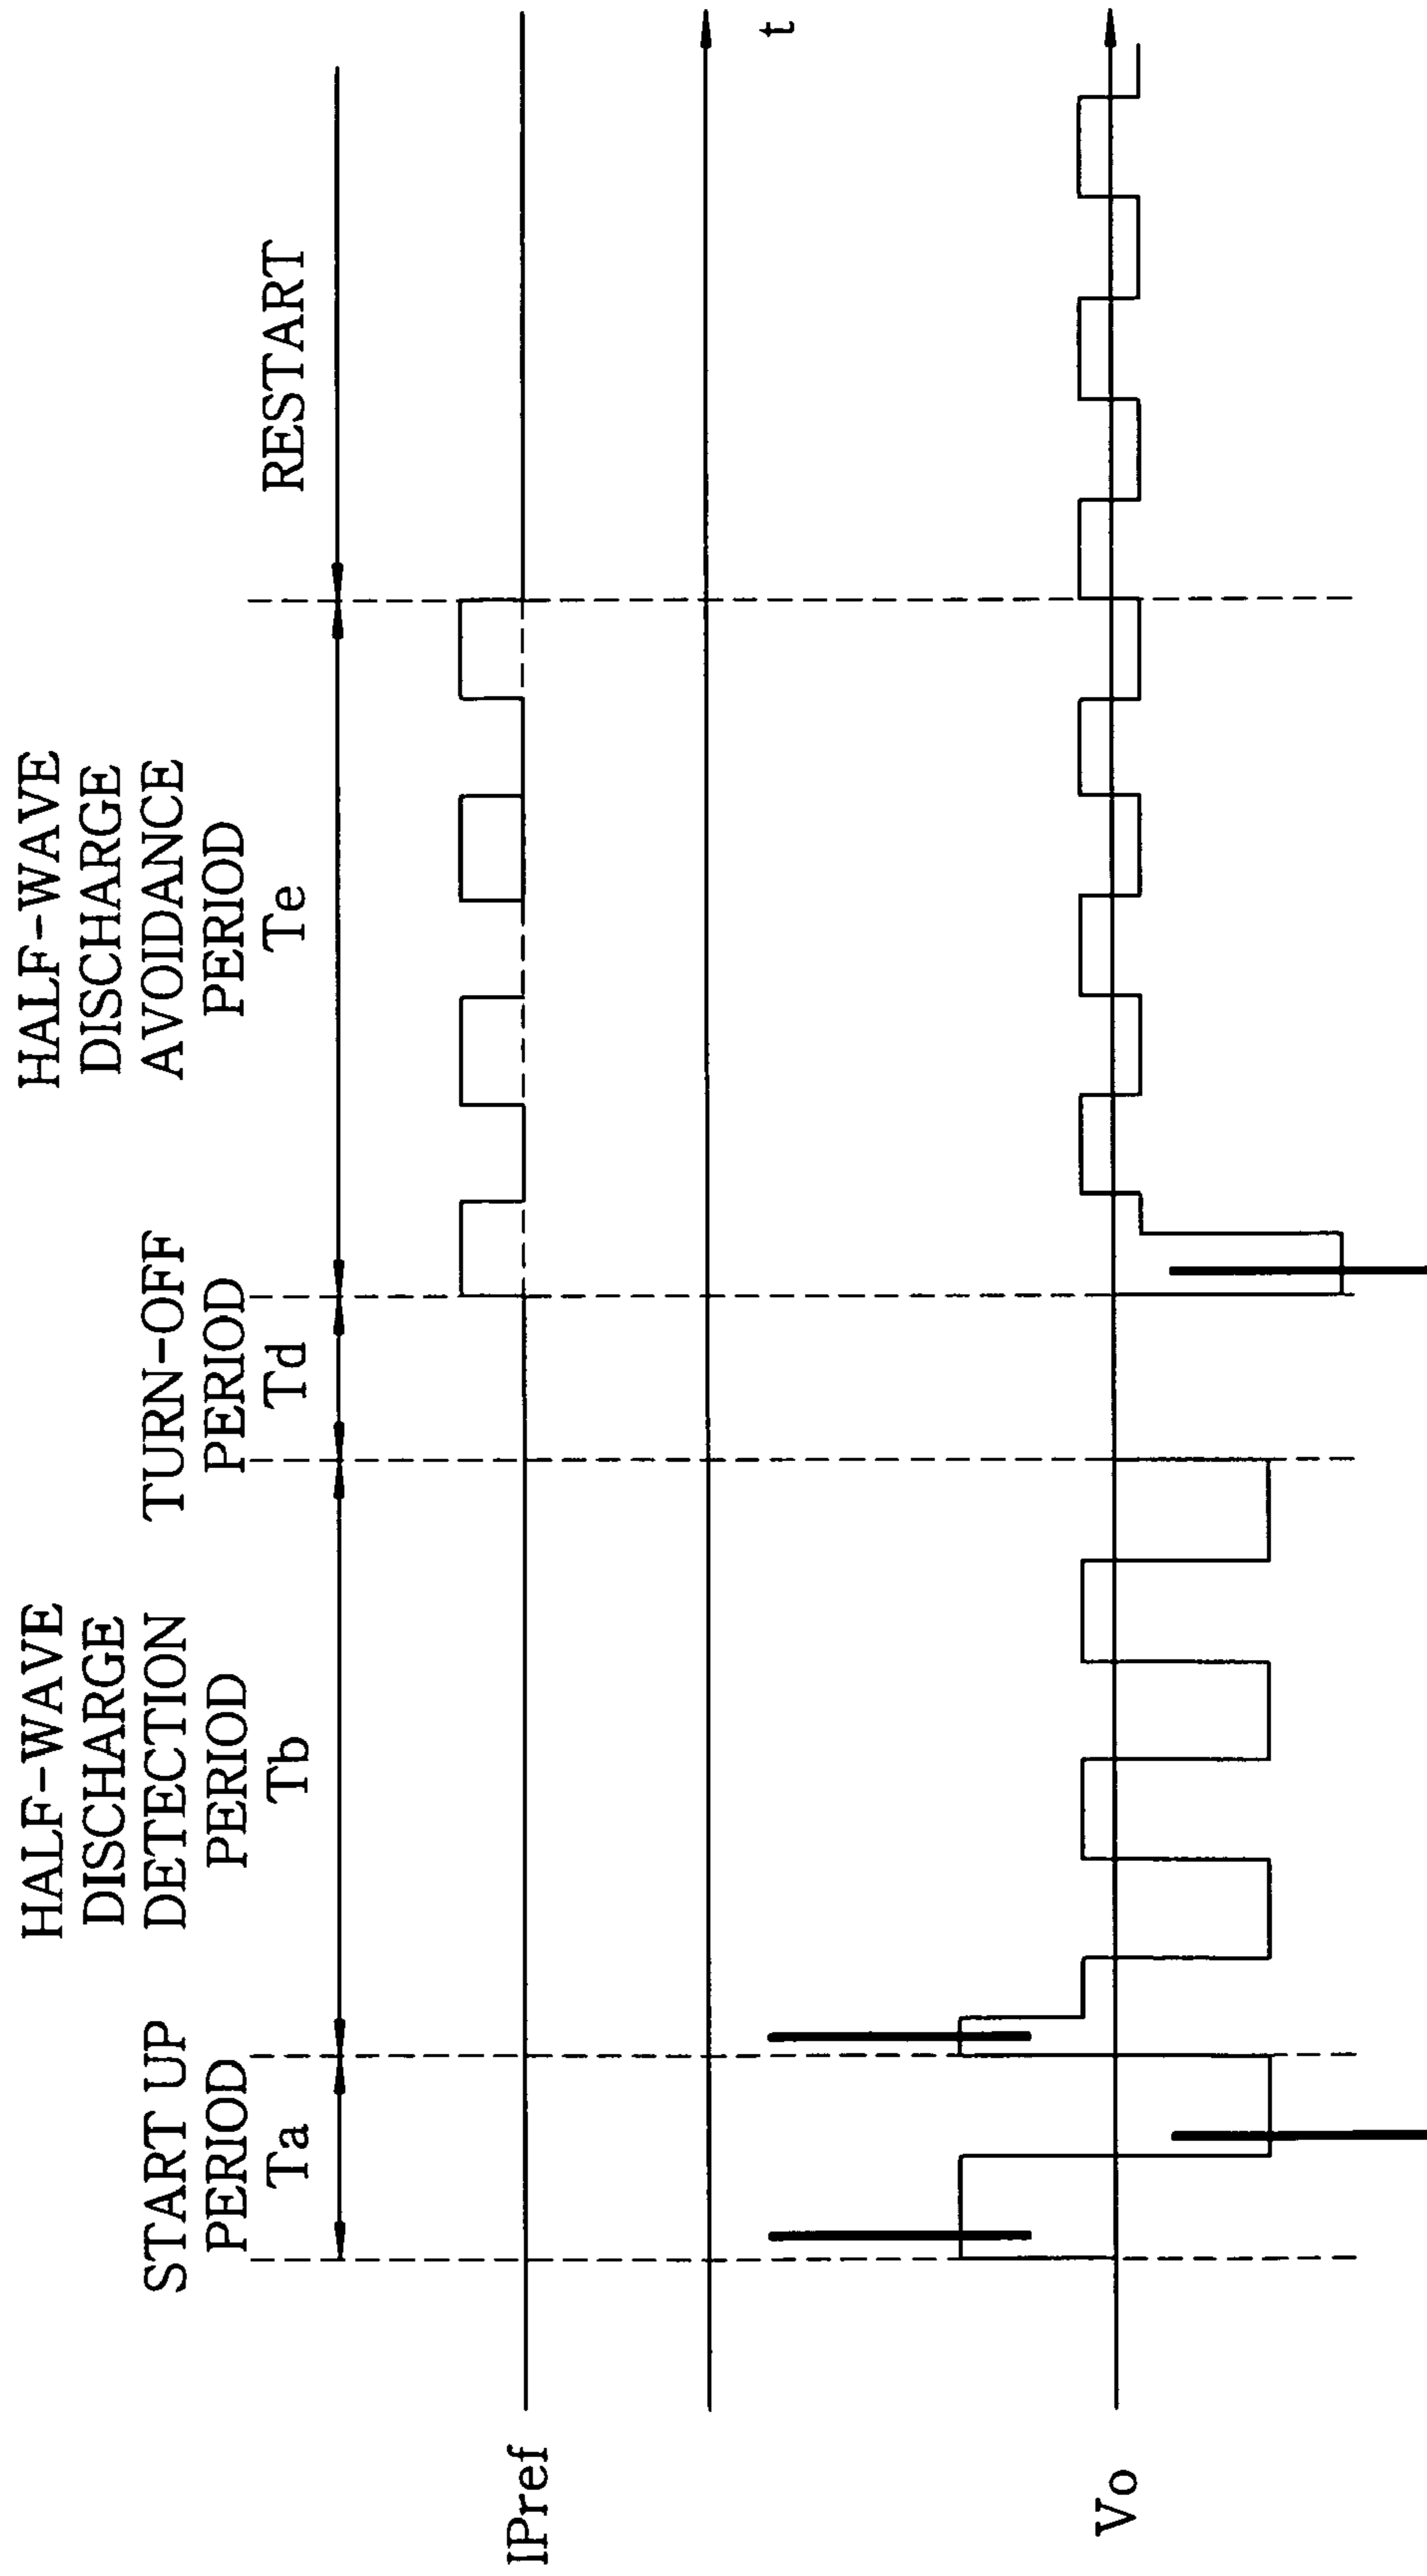 START UP
PERIOD
Ta
HALF-WAVE
DISCHARGE
DETECTION
PERIOD
Tb
TURN-OFF
PERIOD
Td
HALF-WAVE
DISCHARGE
AVOIDANCE
PERIOD
Te
RESTART
IPref
t
Vo